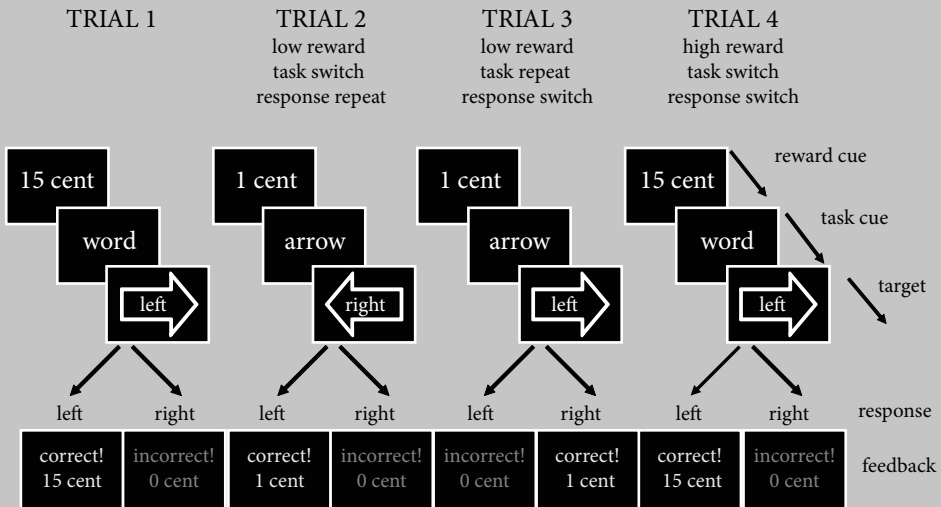 TRIAL 1
TRIAL 2
low reward
task switch
response repeat
TRIAL 3
low reward
task repeat
response switch
TRIAL 4
high reward
task switch
response switch
15 cent
word
left
1 cent
arrow
right
1 cent
arrow
left
15 cent
word
left
reward cue
task cue
target
left right left right left right left right response
correct! incorrect! correct! incorrect! incorrect! correct! correct! incorrect! feedback
15 cent 0 cent 1 cent 0 cent 0 cent 1 cent 15 cent 0 cent